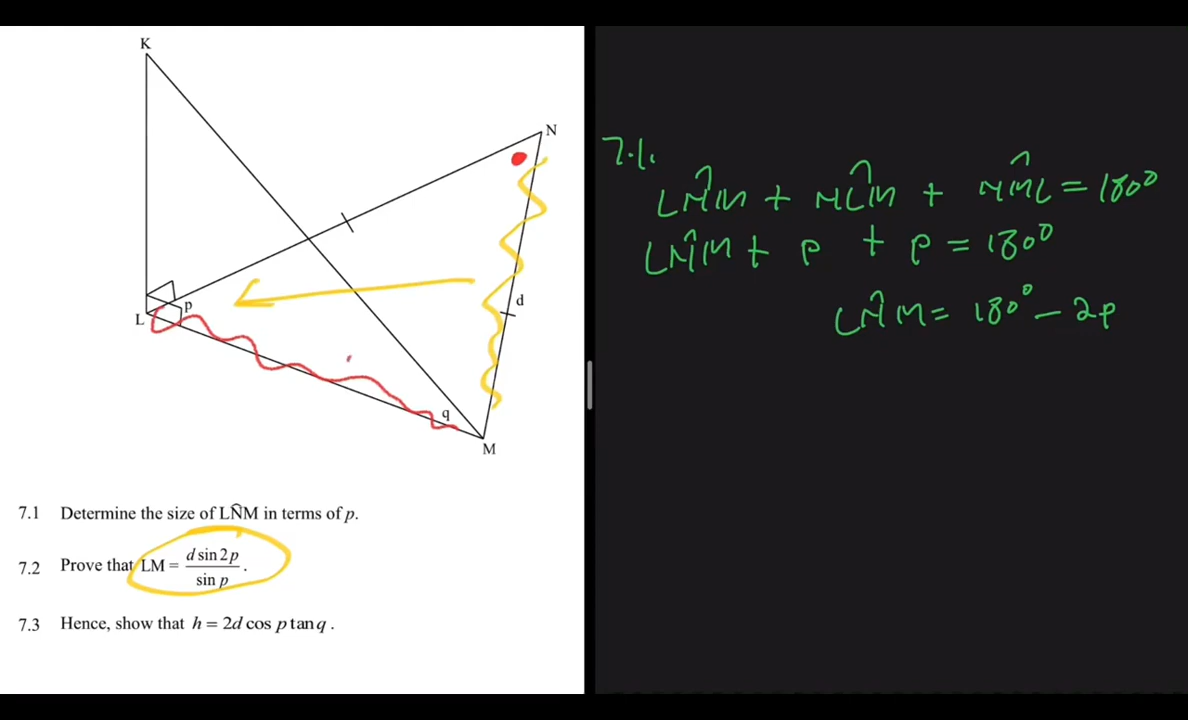 K
N
d
L
p
q
M
7.1 Determine the size of LN̂M in terms of p.
7.2 Prove that LM = d sin 2p / sin p .
7.3 Hence, show that h = 2d cos p tan q .
7.1.
LN̂M + NL̂M + NM̂L = 180°
LN̂M + p + p = 180°
LN̂M = 180° - 2p